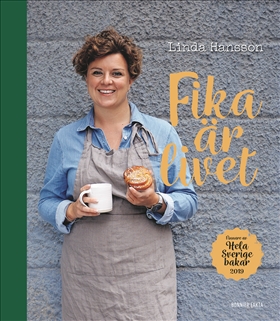 Linda Hansson
Fika
är
livet
Vinnare av
Hela
Sverige
bakar
2019
BONNIER FAKTA